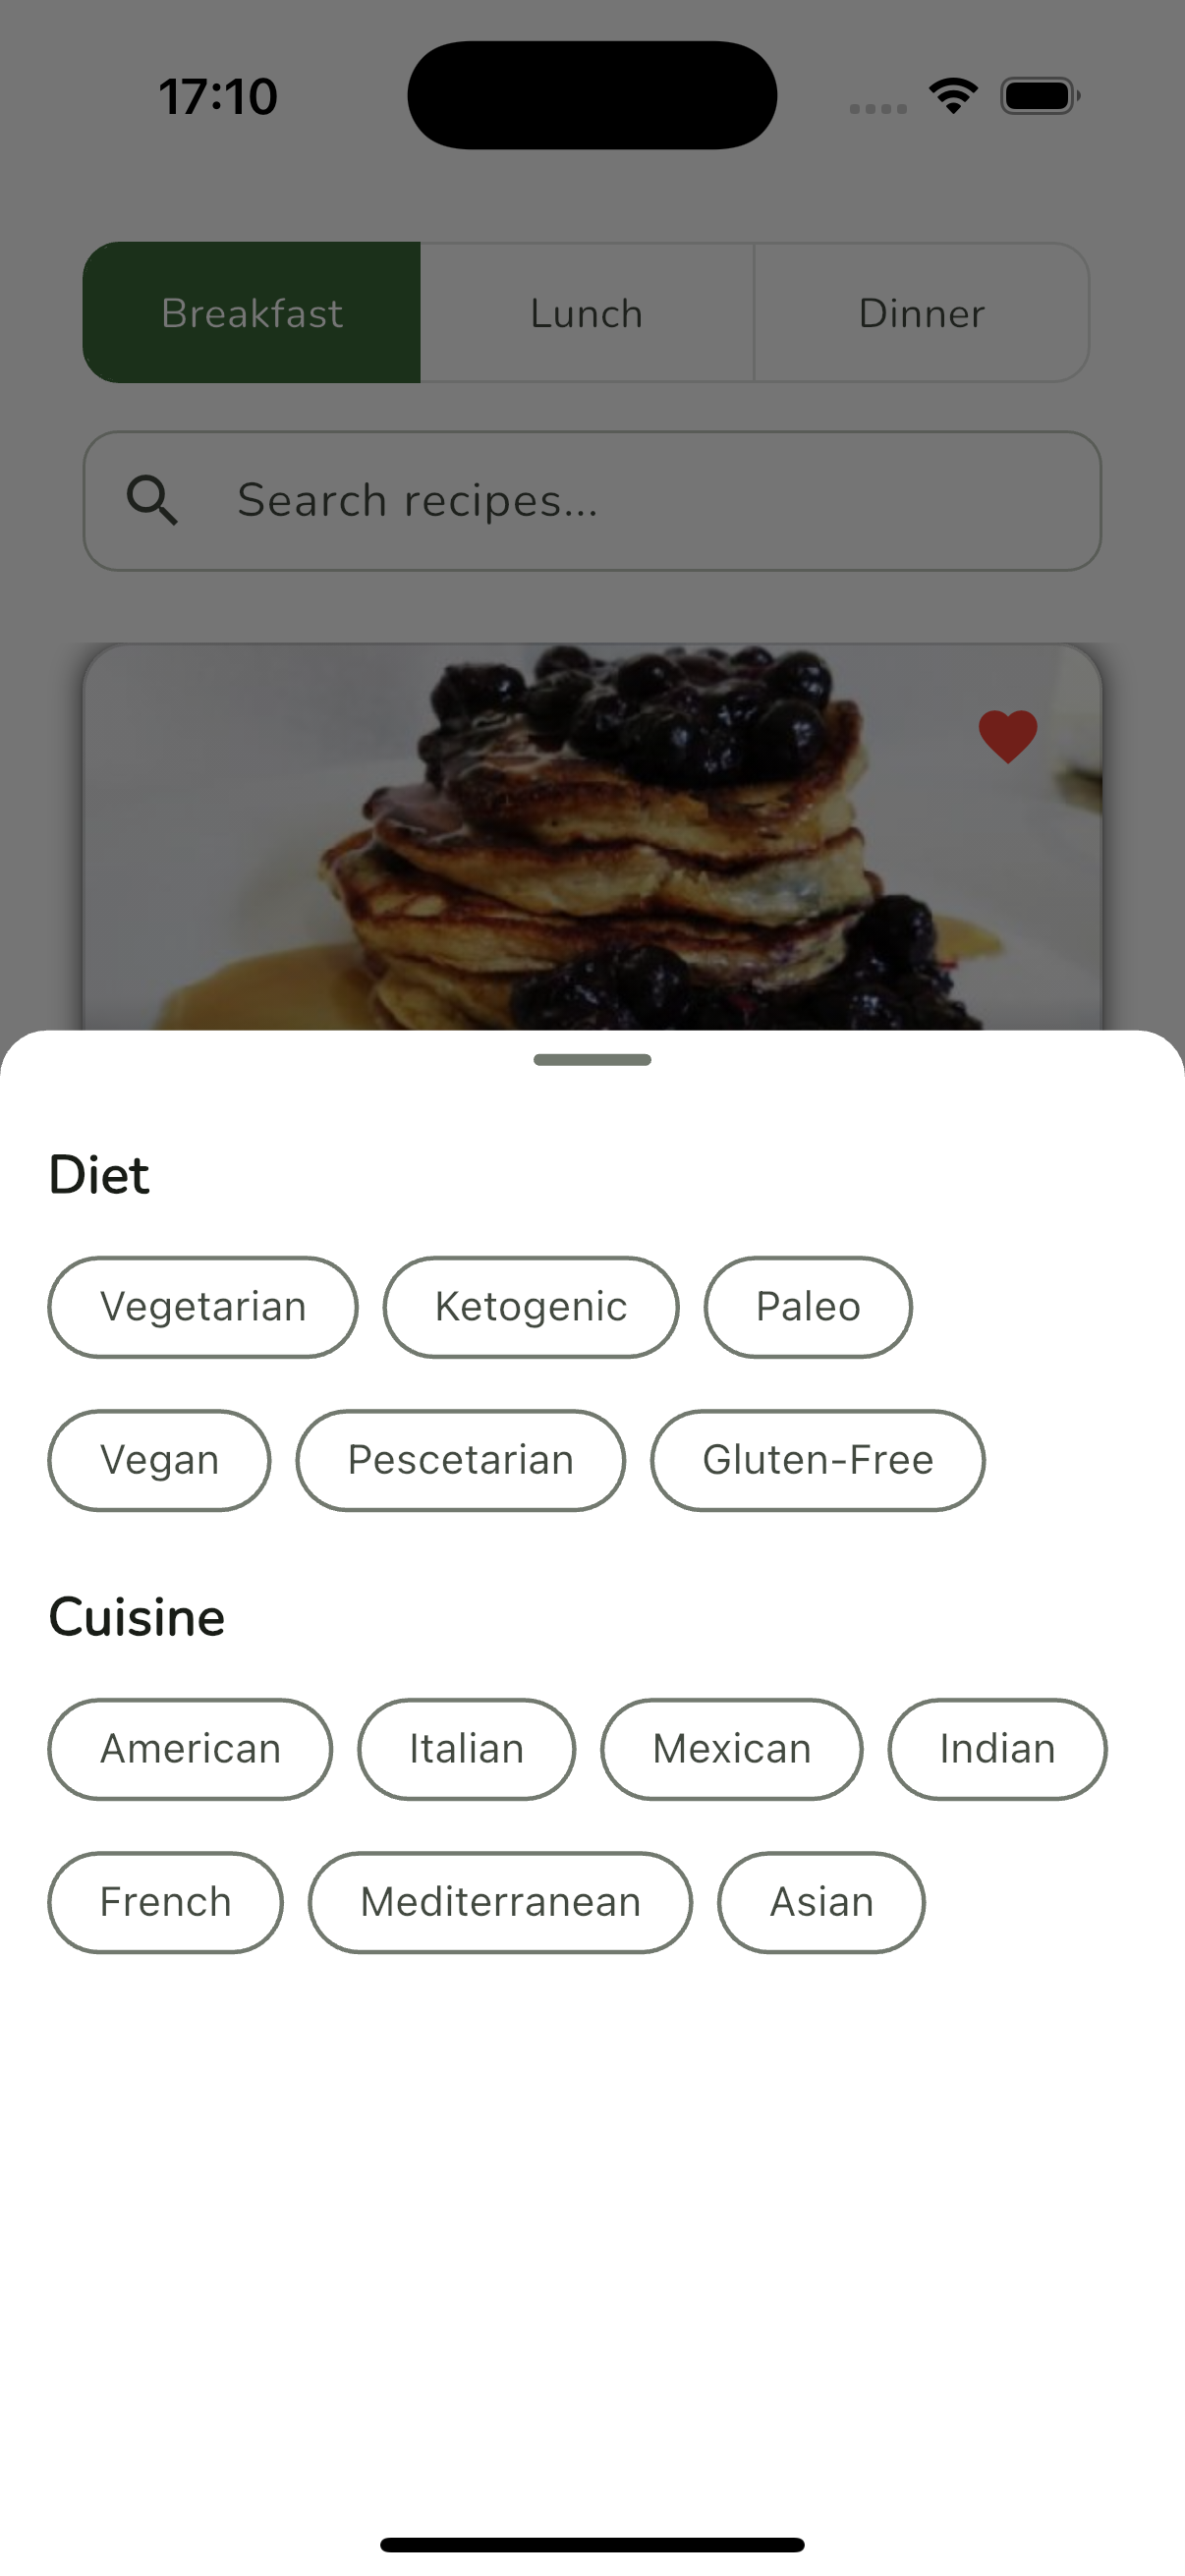 17:10
Breakfast Lunch Dinner
Search recipes...
Diet
Vegetarian Ketogenic Paleo
Vegan Pescetarian Gluten-Free
Cuisine
American Italian Mexican Indian
French Mediterranean Asian